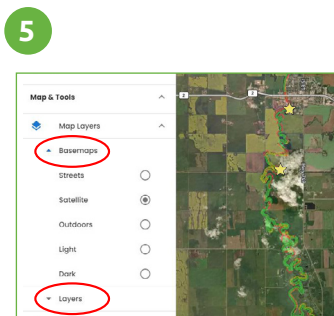 5
Map & Tools
2
2
Map Layers
Basemaps
Streets
Satellite
Outdoors
Light
Dark
Layers